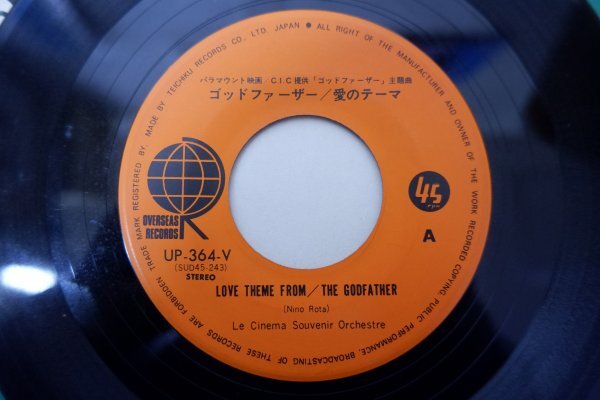 MADE BY TEICHIKU RECORDS CO., LTD. JAPAN • ALL RIGHT OF THE MANUFACTURER AND OWNER OF THE WORK RECORDED
COPYING, PUBLIC PERFORMANCE, BROADCASTING OF THESE RECORDS ARE FORBIDDEN
TRADE MARK REGISTERED BY.
パラマウント映画/C.I.C提供「ゴッドファーザー」主題曲
ゴッドファーザー/愛のテーマ
OVERSEAS
RECORDS
R
45
rpm
A
UP-364-V
(SUD45-243)
STEREO
LOVE THEME FROM/THE GODFATHER
(Nino Rota)
Le Cinema Souvenir Orchestre